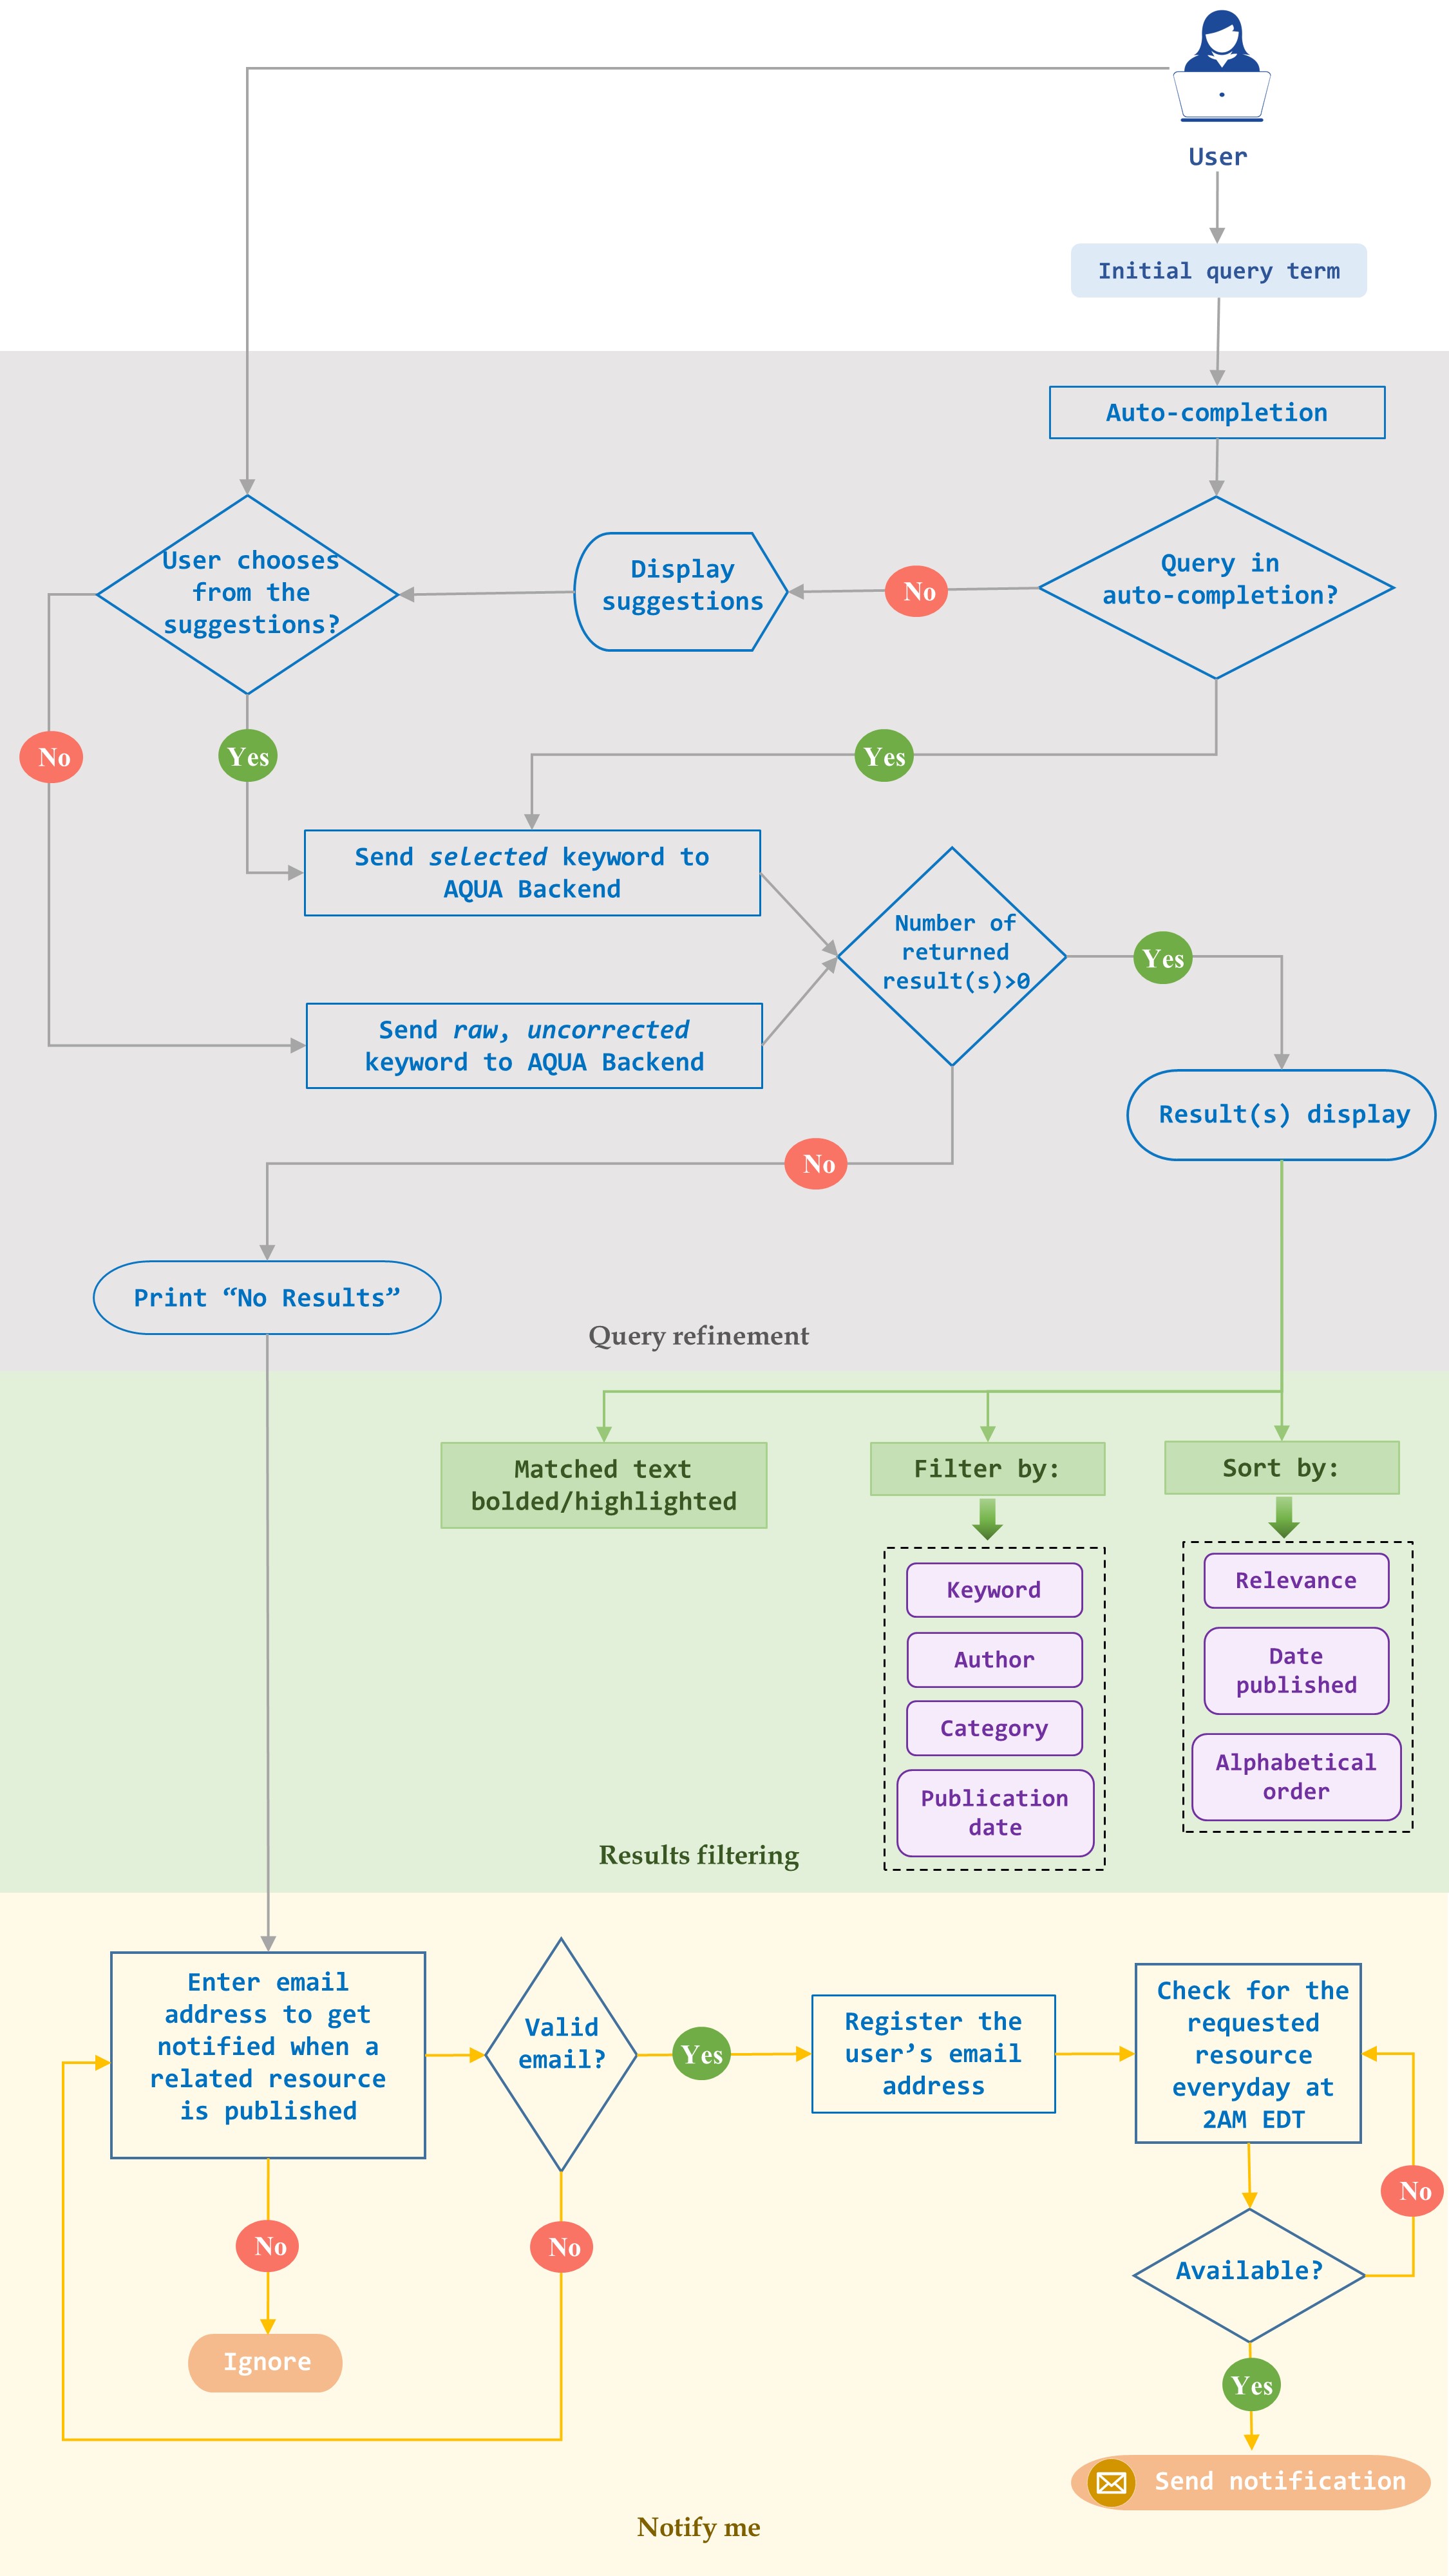 User
Initial query term
Auto-completion
User chooses
from the
suggestions?
Display
suggestions
No
Query in
auto-completion?
No
Yes
Yes
Send selected keyword to
AQUA Backend
Number of
returned
result(s)>0
Yes
Send raw, uncorrected
keyword to AQUA Backend
Result(s) display
No
Print “No Results”
Query refinement
Matched text
bolded/highlighted
Filter by:
Sort by:
Keyword
Author
Category
Publication
date
Relevance
Date
published
Alphabetical
order
Results filtering
Enter email
address to get
notified when a
related resource
is published
Valid
email?
Yes
Register the
user’s email
address
Check for the
requested
resource
everyday at
2AM EDT
No
No
No
Available?
Ignore
Yes
Send notification
Notify me